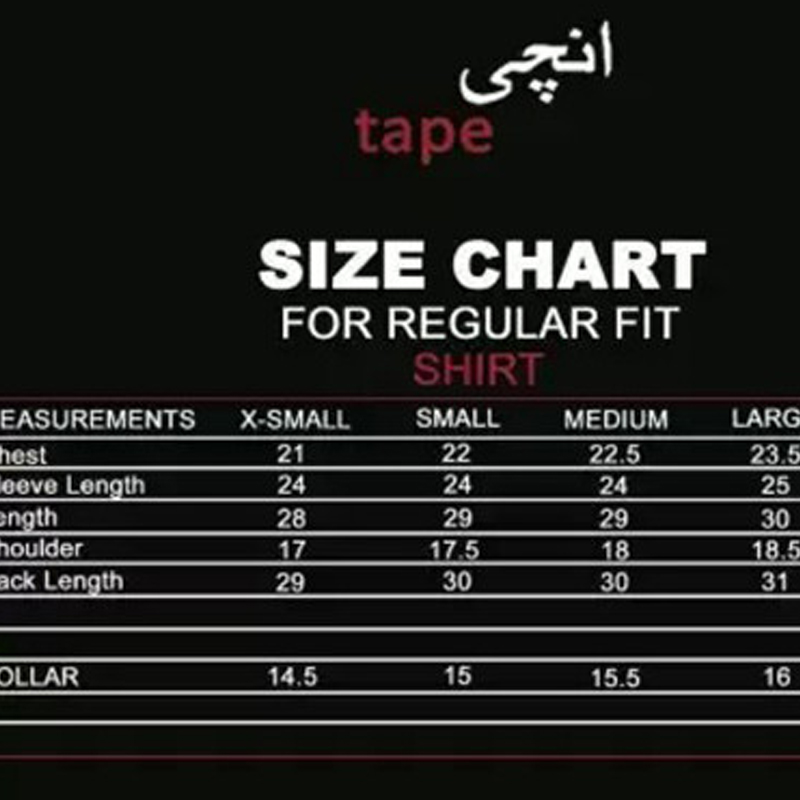 انچی
tape
SIZE CHART
FOR REGULAR FIT
SHIRT
EASUREMENTS X-SMALL SMALL MEDIUM LARG
hest 21 22 22.5 23.5
leeve Length 24 24 24 25
ength 28 29 29 30
houlder 17 17.5 18 18.5
ack Length 29 30 30 31
OLLAR 14.5 15 15.5 16